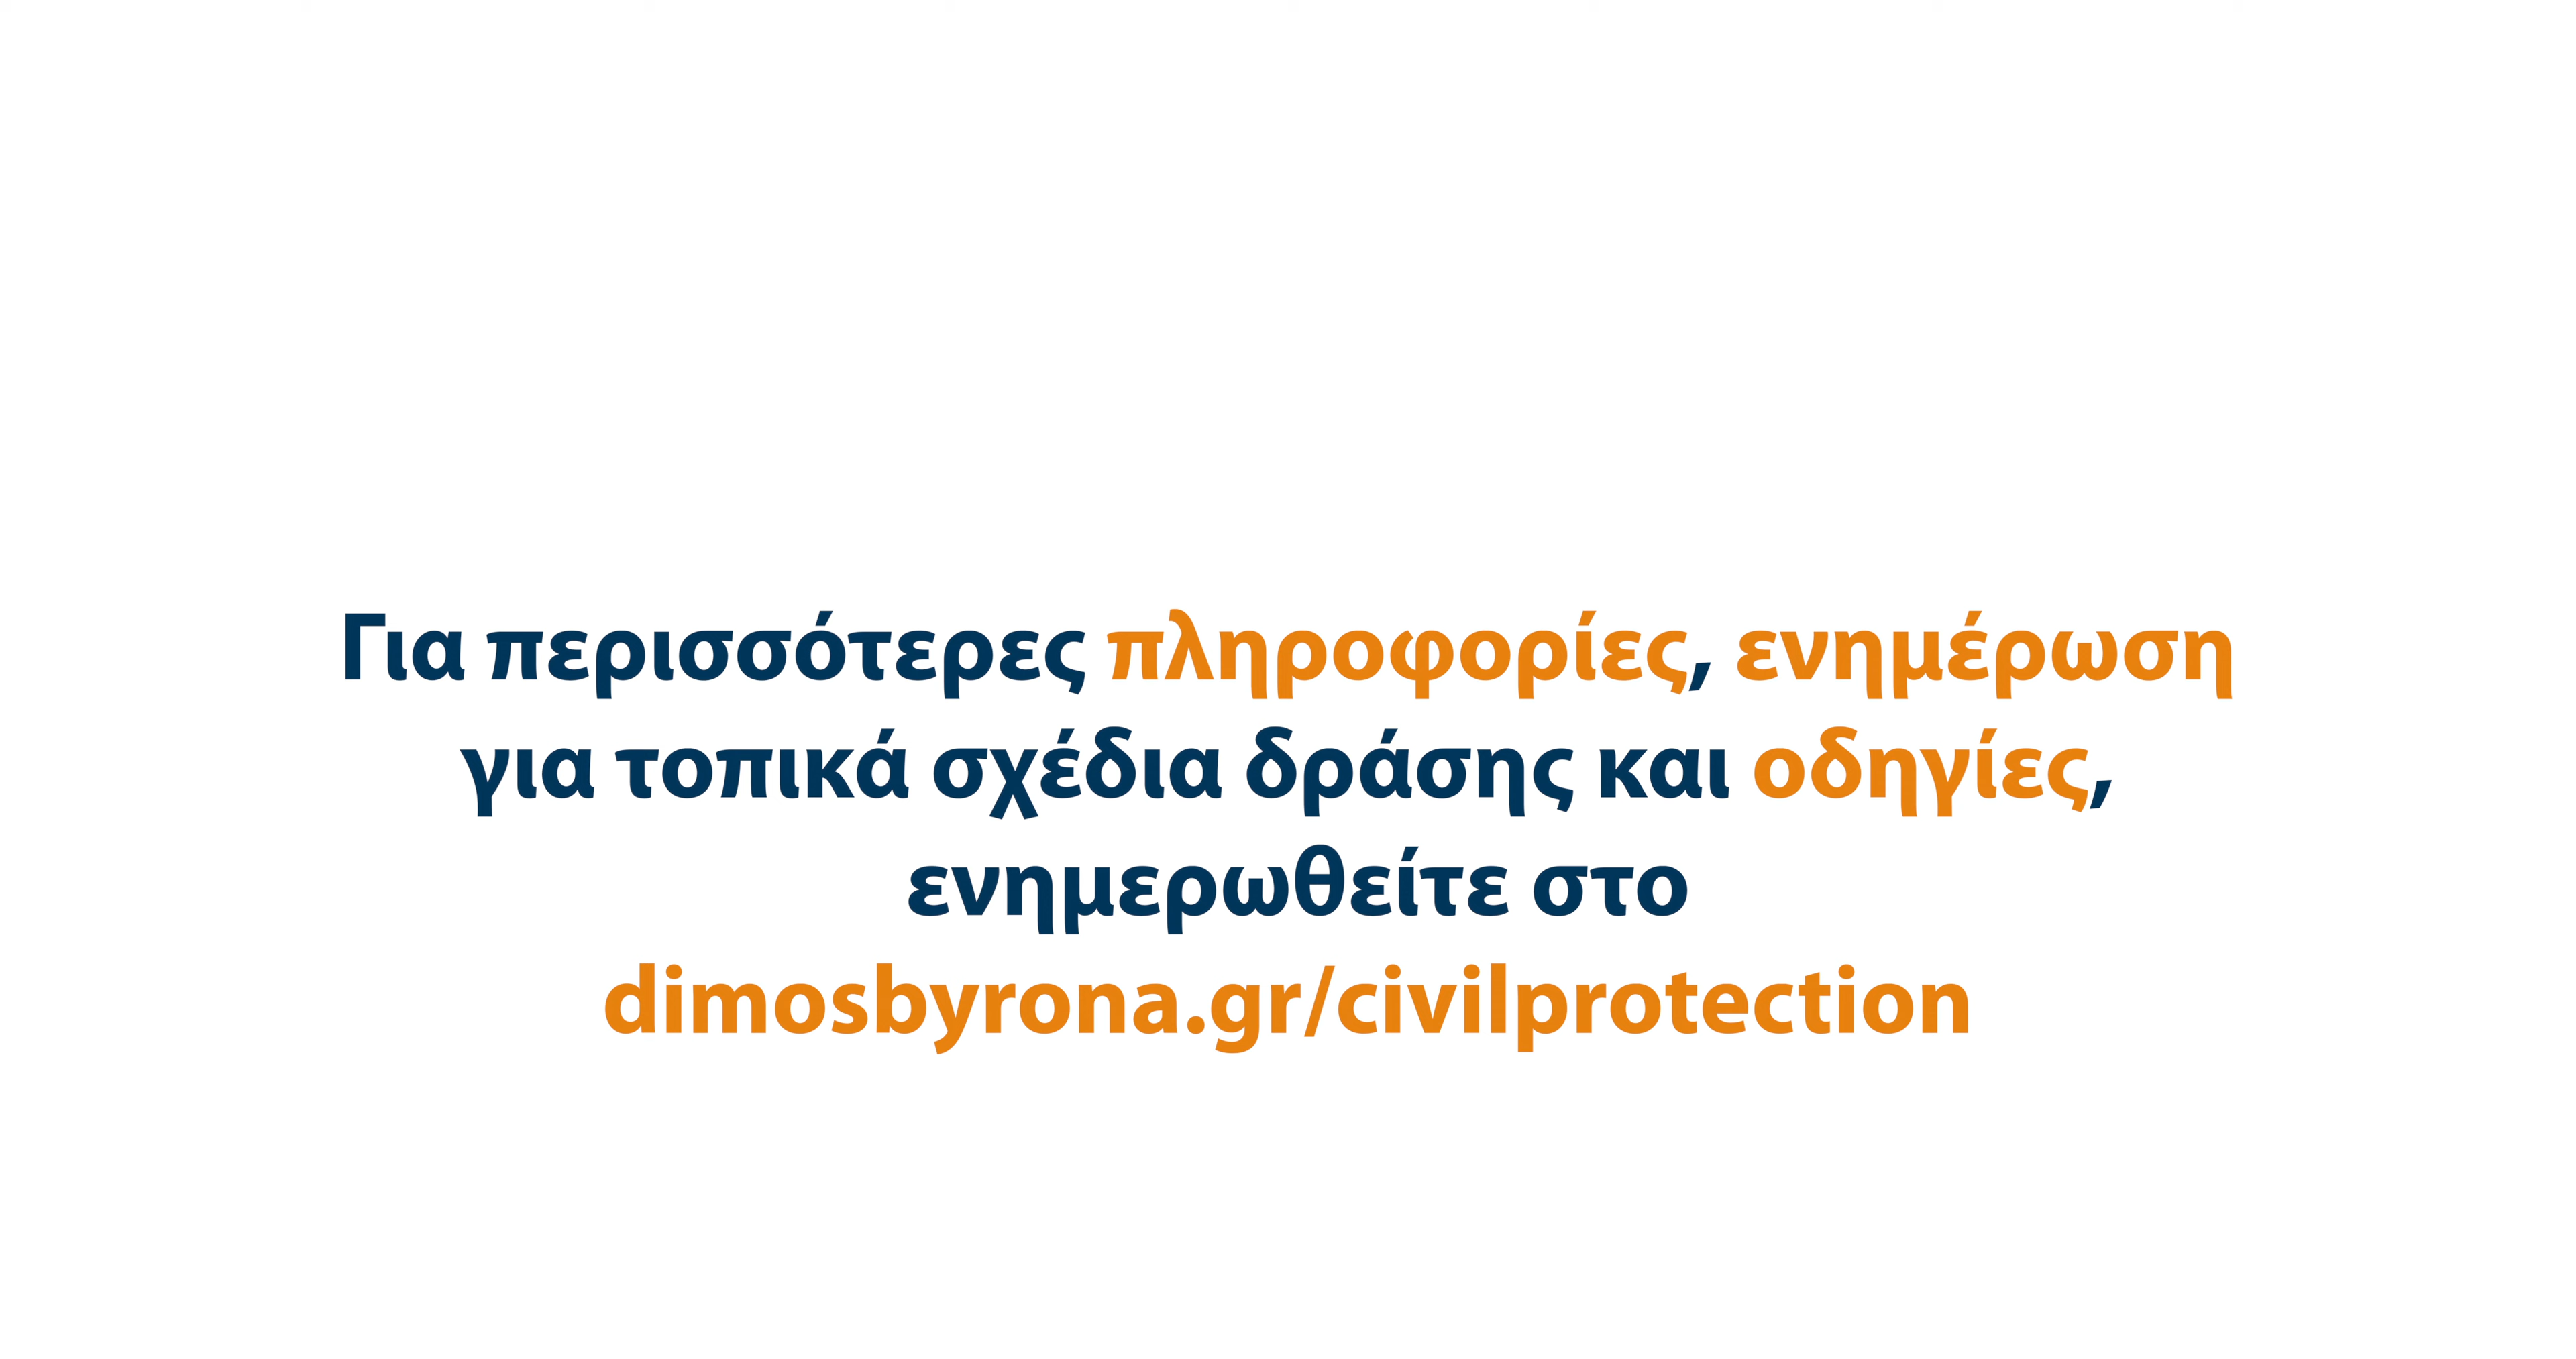 Για περισσότερες πληροφορίες, ενημέρωση
για τοπικά σχέδια δράσης και οδηγίες,
ενημερωθείτε στο
dimosbyrona.gr/civilprotection